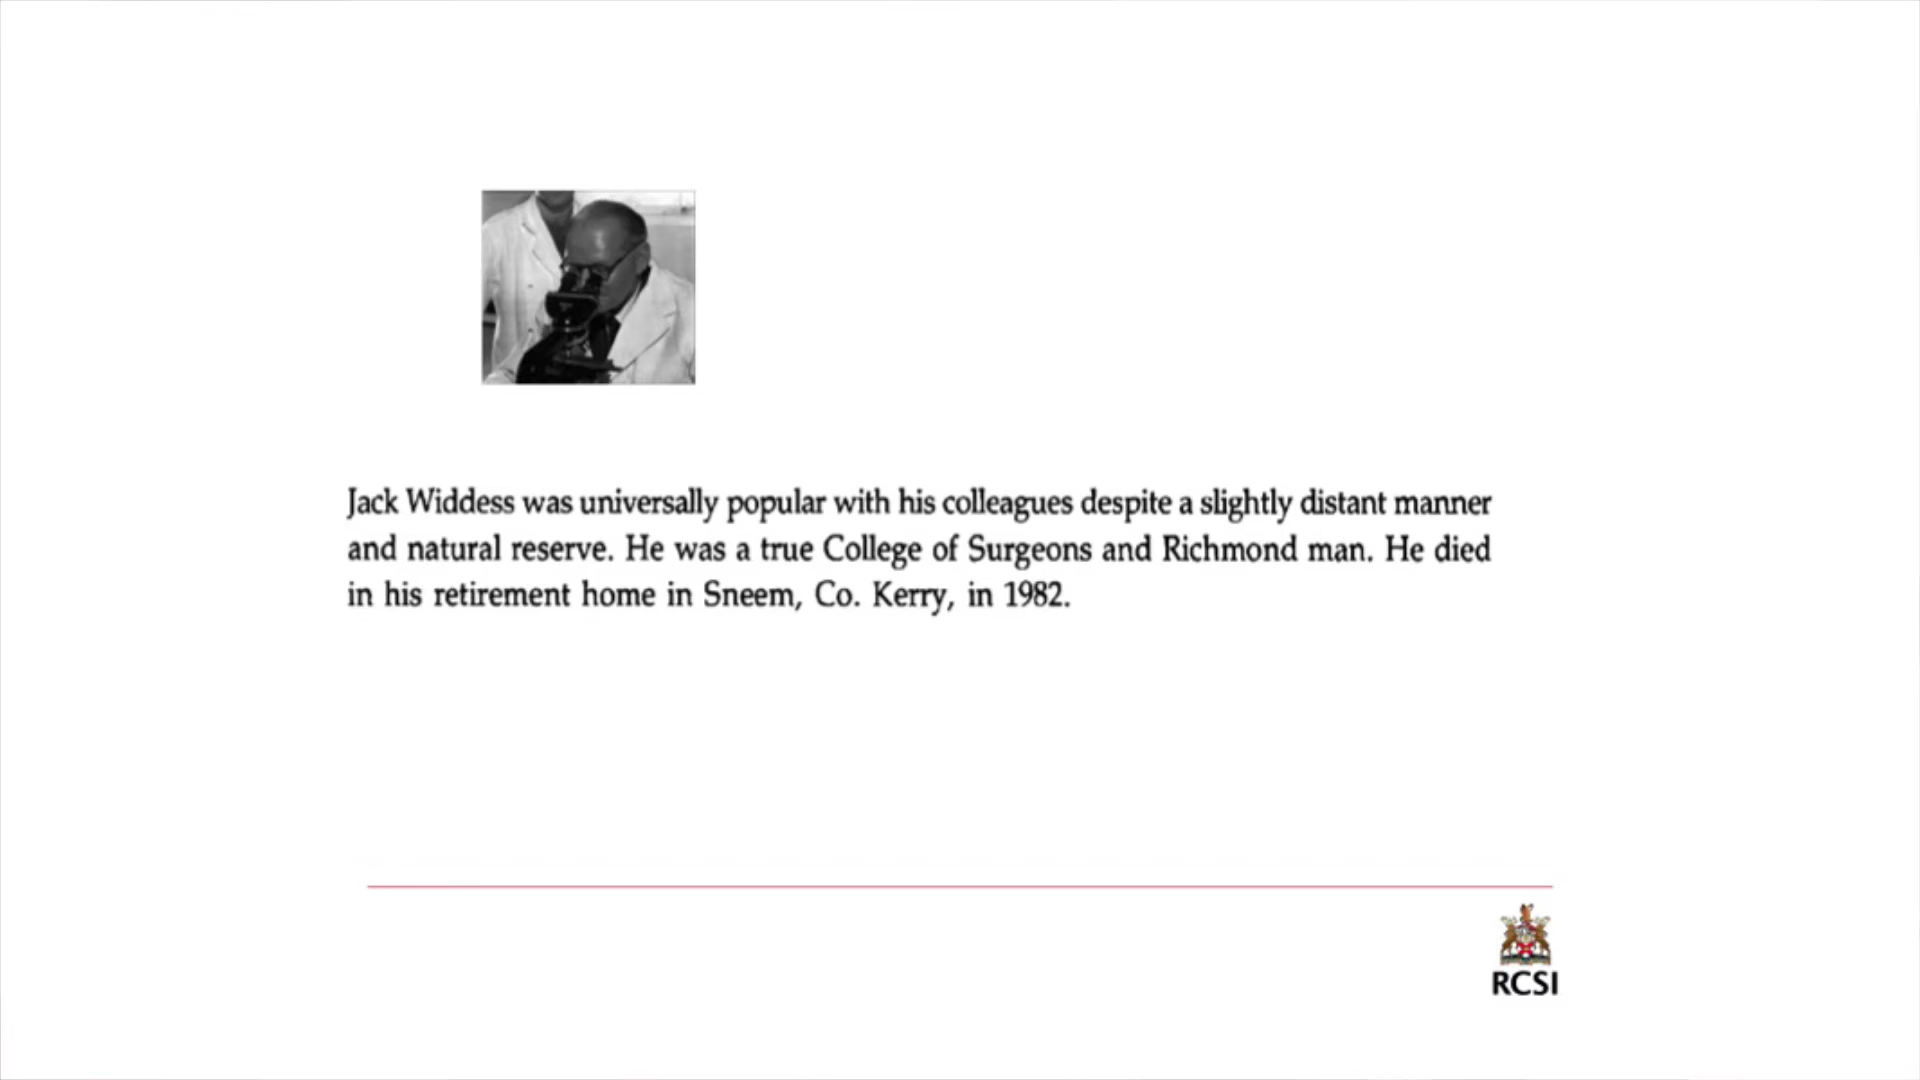 Jack Widdess was universally popular with his colleagues despite a slightly distant manner
and natural reserve. He was a true College of Surgeons and Richmond man. He died
in his retirement home in Sneem, Co. Kerry, in 1982.
RCSI